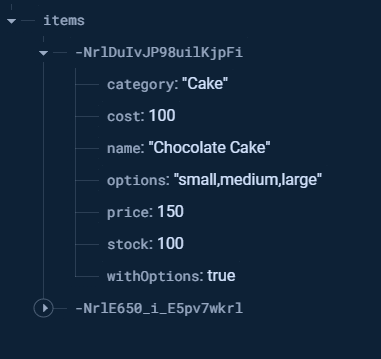 items
-NrlDuIvJP98uilKjpFi
category: "Cake"
cost: 100
name: "Chocolate Cake"
options: "small,medium,large"
price: 150
stock: 100
withOptions: true
-NrlE650_i_E5pv7wkrl